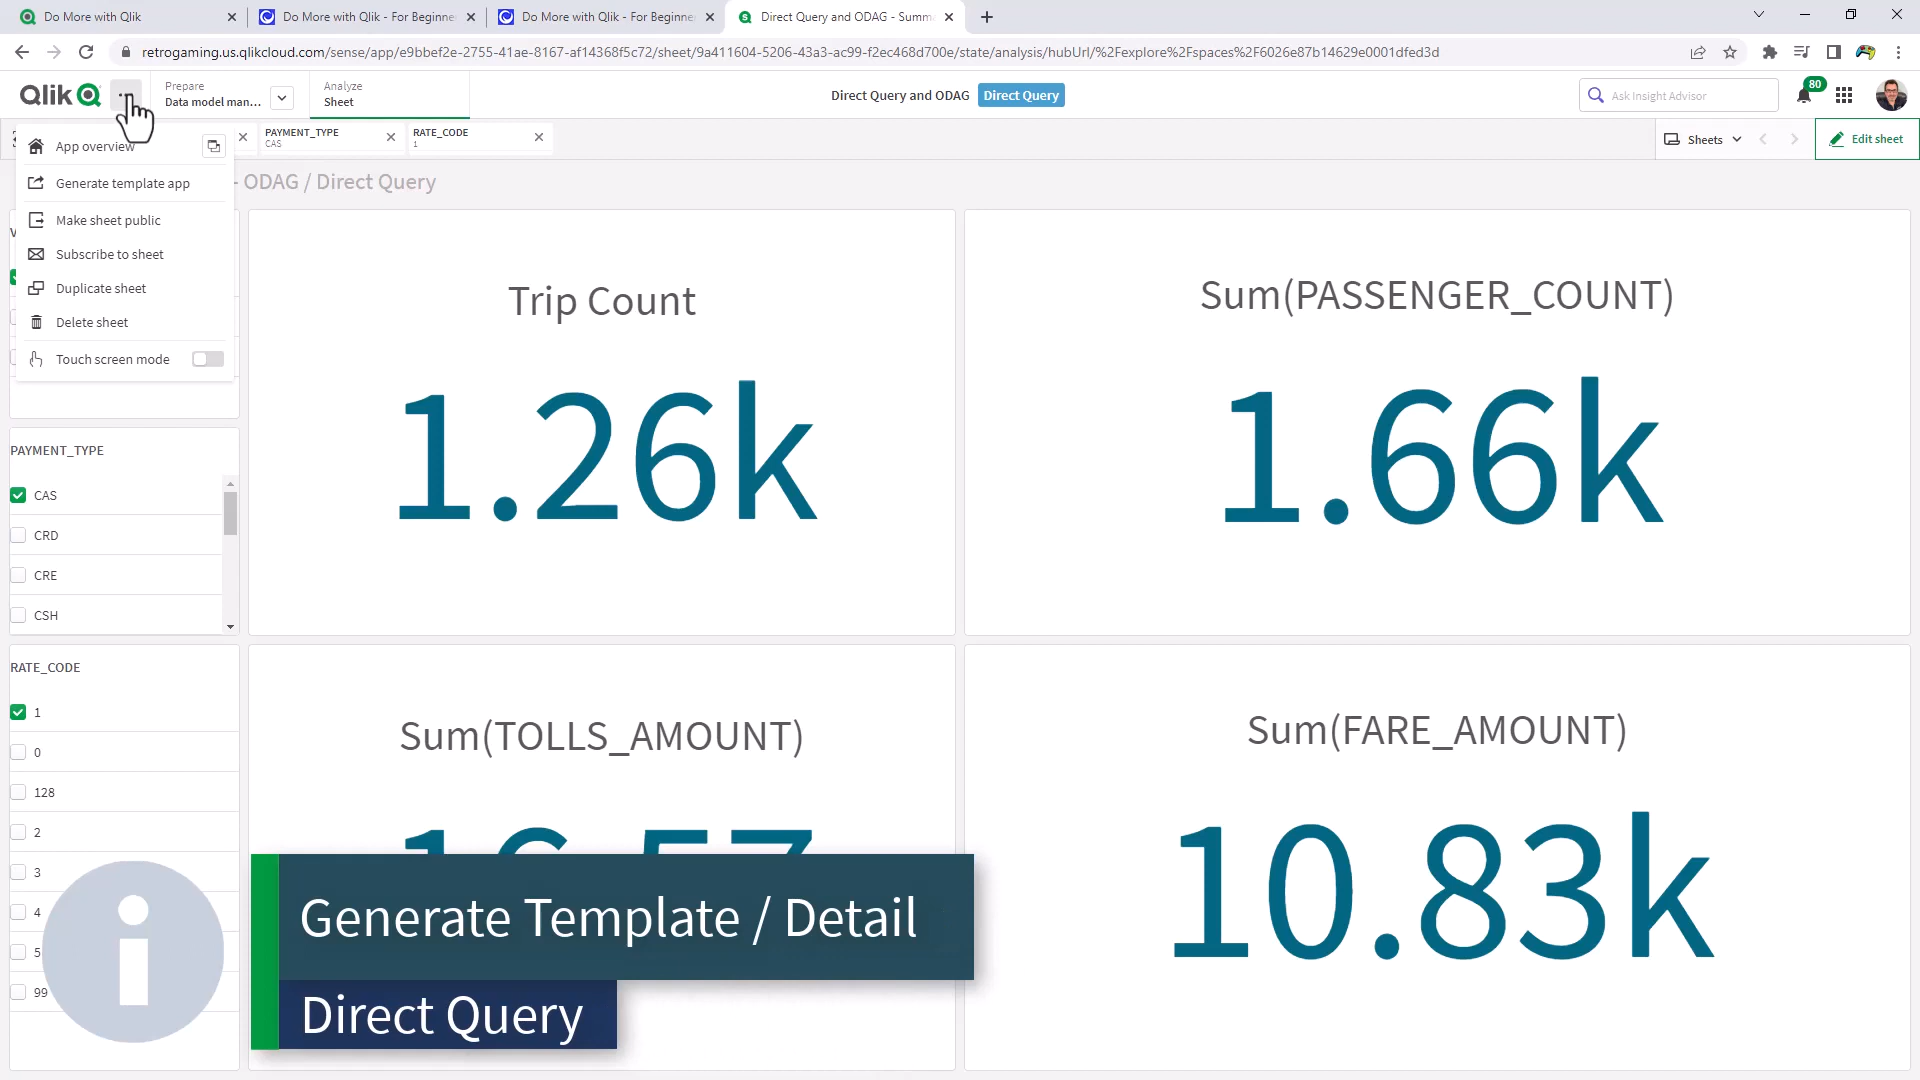 Do More with Qlik
Do More with Qlik - For Beginne
Do More with Qlik - For Beginne
Direct Query and ODAG - Summ
retrogaming.us.qlikcloud.com/sense/app/e9bbef2e-2755-41ae-8167-af14368f5c72/sheet/9a411604-5206-43a3-ac99-f2ec468d700e/state/analysis/hubUrl/%2Fexplore%2Fspaces%2F6026e87b14629e0001dfed3d
Qlik
Prepare
Data model man...
Analyze
Sheet
Direct Query and ODAG
Direct Query
Ask Insight Advisor
80
PAYMENT_TYPE
CAS
RATE_CODE
1
Sheets
Edit sheet
App overview
Generate template app
Make sheet public
Subscribe to sheet
Duplicate sheet
Delete sheet
Touch screen mode
- ODAG / Direct Query
V
Trip Count
1.26k
Sum(PASSENGER_COUNT)
1.66k
PAYMENT_TYPE
CAS
CRD
CRE
CSH
RATE_CODE
1
0
128
2
3
4
5
99
Sum(TOLLS_AMOUNT)
16.57
Sum(FARE_AMOUNT)
10.83k
Generate Template / Detail
Direct Query